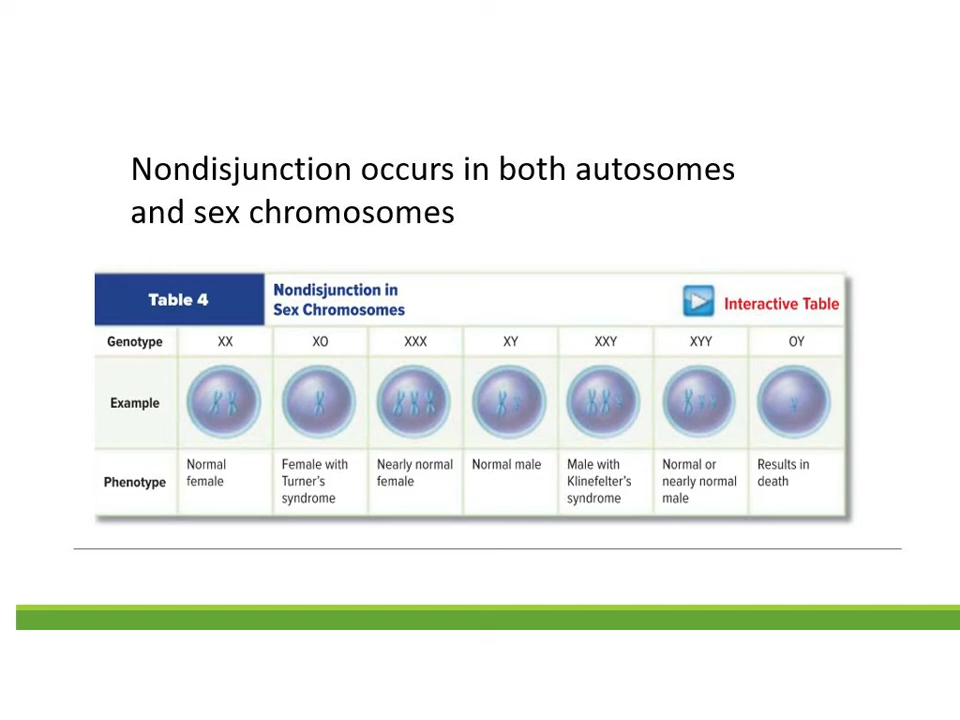 Nondisjunction occurs in both autosomes
and sex chromosomes
Table 4
Nondisjunction in
Sex Chromosomes
Interactive Table
Genotype XX XO XXX XY XXY XYY OY
Example
Phenotype
Normal
female
Female with
Turner's
syndrome
Nearly normal
female
Normal male
Male with
Klinefelter's
syndrome
Normal or
nearly normal
male
Results in
death